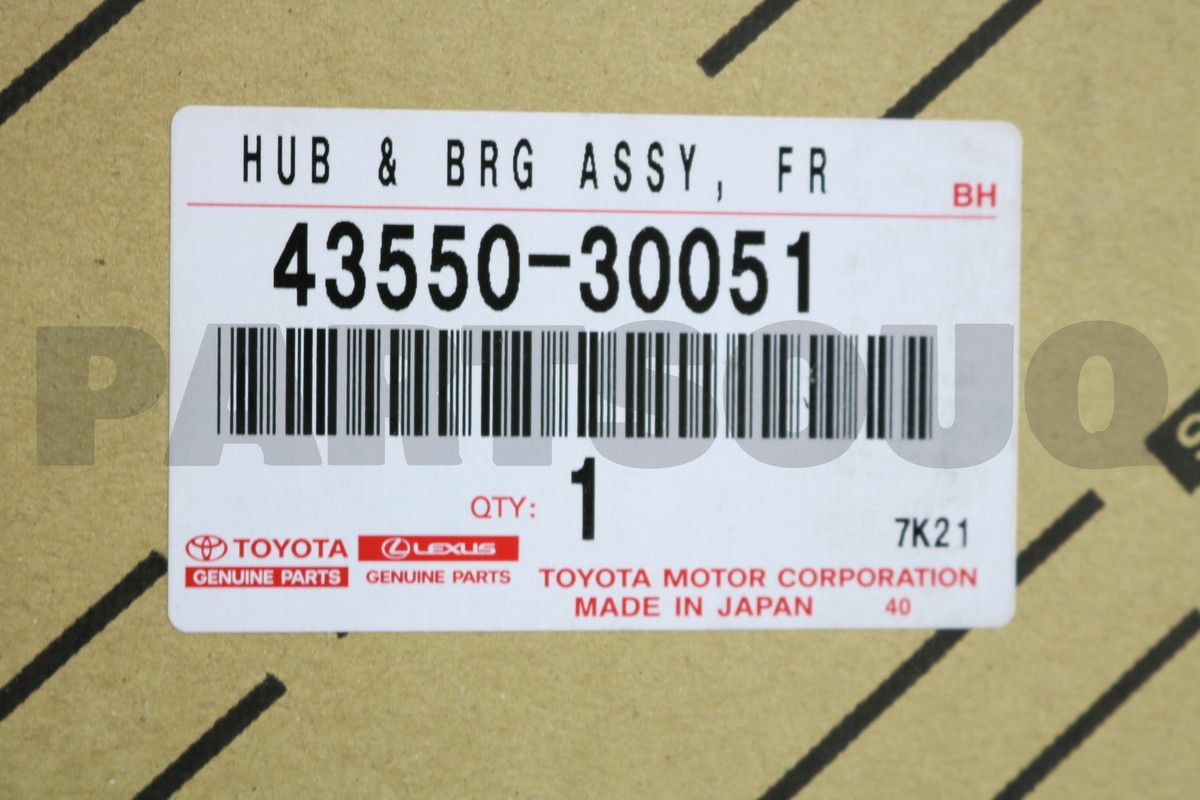 HUB & BRG ASSY, FR
BH
43550-30051
PARTSOUQ
QTY: 1
7K21
TOYOTA LEXUS
GENUINE PARTS GENUINE PARTS
TOYOTA MOTOR CORPORATION
MADE IN JAPAN 40